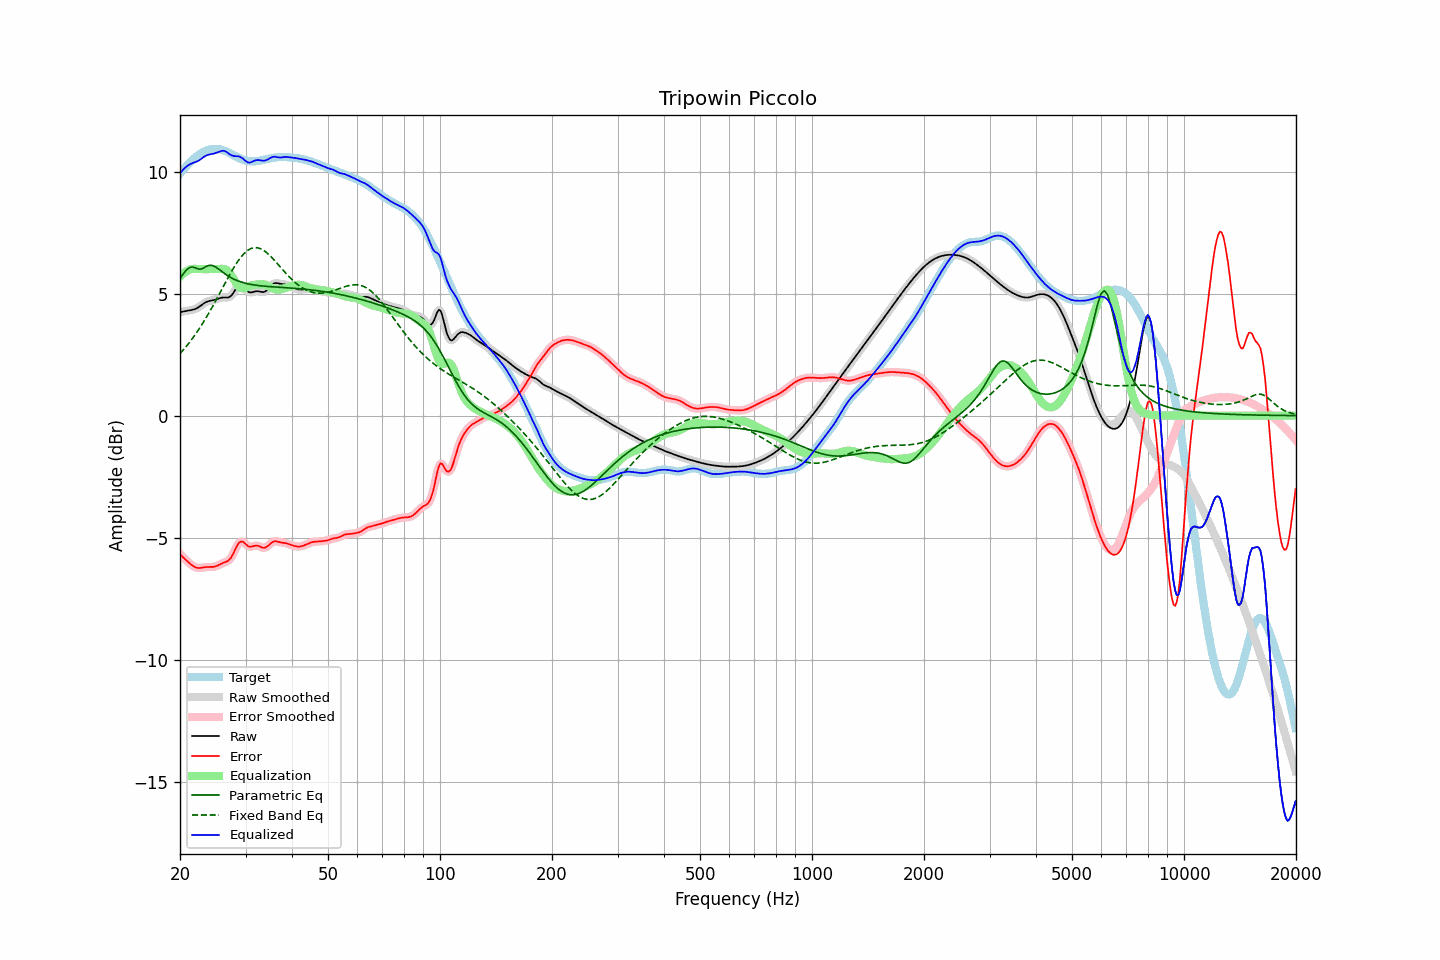 Tripowin Piccolo
Amplitude (dBr)
10
5
0
−5
−10
−15
Target
Raw Smoothed
Error Smoothed
Raw
Error
Equalization
Parametric Eq
Fixed Band Eq
Equalized
20 50 100 200 500 1000 2000 5000 10000 20000
Frequency (Hz)